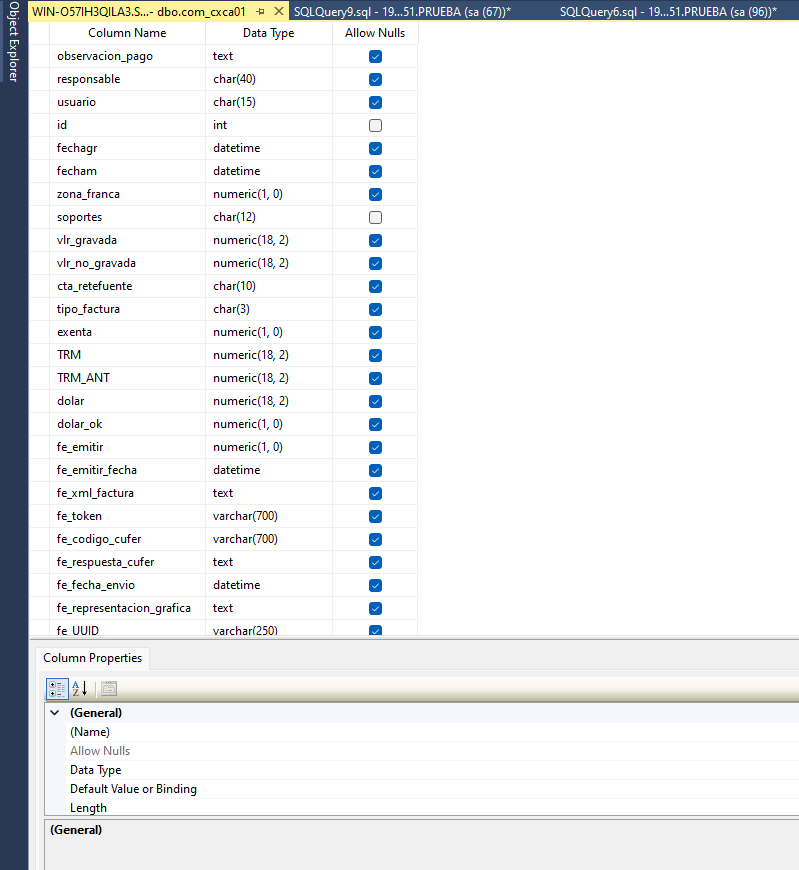 Object Explorer
WIN-O57IH3QILA3.S...- dbo.com_cxca01 SQLQuery9.sql - 19...51.PRUEBA (sa (67))* SQLQuery6.sql - 19...51.PRUEBA (sa (96))*
Column Name Data Type Allow Nulls
observacion_pago text
responsable char(40)
usuario char(15)
id int
fechagr datetime
fecham datetime
zona_franca numeric(1, 0)
soportes char(12)
vlr_gravada numeric(18, 2)
vlr_no_gravada numeric(18, 2)
cta_retefuente char(10)
tipo_factura char(3)
exenta numeric(1, 0)
TRM numeric(18, 2)
TRM_ANT numeric(18, 2)
dolar numeric(18, 2)
dolar_ok numeric(1, 0)
fe_emitir numeric(1, 0)
fe_emitir_fecha datetime
fe_xml_factura text
fe_token varchar(700)
fe_codigo_cufer varchar(700)
fe_respuesta_cufer text
fe_fecha_envio datetime
fe_representacion_grafica text
fe_UUID varchar(250)
Column Properties
A
Z
(General)
(Name)
Allow Nulls
Data Type
Default Value or Binding
Length
(General)